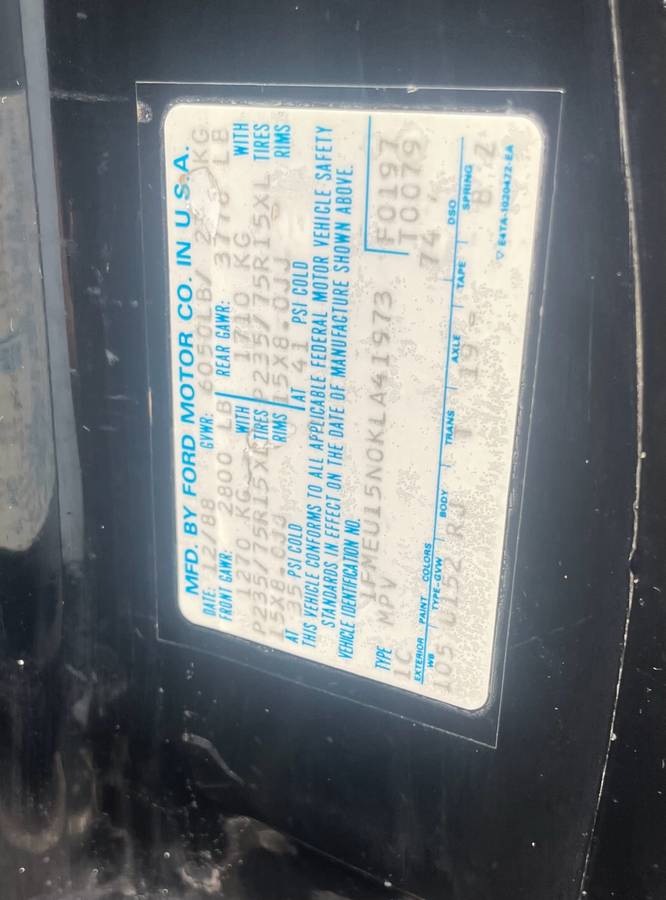 MFD. BY FORD MOTOR CO. IN U.S.A.
DATE: 12/88 GVWR: 6050LB/ KG
FRONT GAWR: 2800 LB REAR GAWR: LB
1270 KG WITH 1710 KG WITH
P235/75R15XL TIRES P235/75R15XL TIRES
15X8.0JJ RIMS 15X8.0JJ RIMS
AT 35 PSI COLD AT 41 PSI COLD
THIS VEHICLE CONFORMS TO ALL APPLICABLE FEDERAL MOTOR VEHICLE SAFETY
STANDARDS IN EFFECT ON THE DATE OF MANUFACTURE SHOWN ABOVE.
VEHICLE IDENTIFICATION NO.
1FMEU15N0KLA41973 F0197
TYPE MPV T0079
1C 74
EXTERIOR PAINT COLORS DSO
WB TYPE-GVW BODY TRANS AXLE TAPE SPRING
105 U152 RJ T 19 - Z
▽ E4TA-1020472-EA